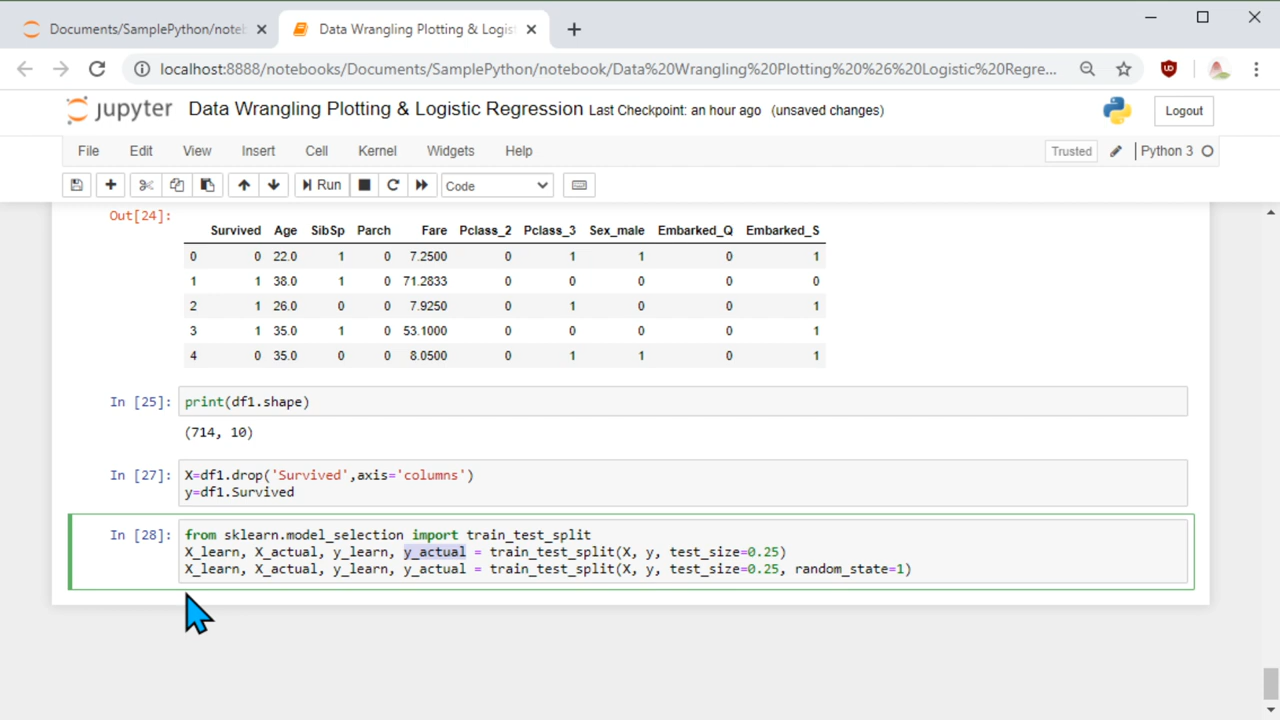 Documents/SamplePython/noteb
Data Wrangling Plotting & Logist
localhost:8888/notebooks/Documents/SamplePython/notebook/Data%20Wrangling%20Plotting%20%26%20Logistic%20Regre...
jupyter Data Wrangling Plotting & Logistic Regression Last Checkpoint: an hour ago (unsaved changes) Logout
File Edit View Insert Cell Kernel Widgets Help Trusted Python 3
Run Code
Out[24]:
Survived Age SibSp Parch Fare Pclass_2 Pclass_3 Sex_male Embarked_Q Embarked_S
0 0 22.0 1 0 7.2500 0 1 1 0 1
1 1 38.0 1 0 71.2833 0 0 0 0 0
2 1 26.0 0 0 7.9250 0 1 0 0 1
3 1 35.0 1 0 53.1000 0 0 0 0 1
4 0 35.0 0 0 8.0500 0 1 1 0 1
In [25]: print(df1.shape)
(714, 10)
In [27]: X=df1.drop('Survived',axis='columns')
y=df1.Survived
In [28]: from sklearn.model_selection import train_test_split
X_learn, X_actual, y_learn, y_actual = train_test_split(X, y, test_size=0.25)
X_learn, X_actual, y_learn, y_actual = train_test_split(X, y, test_size=0.25, random_state=1)